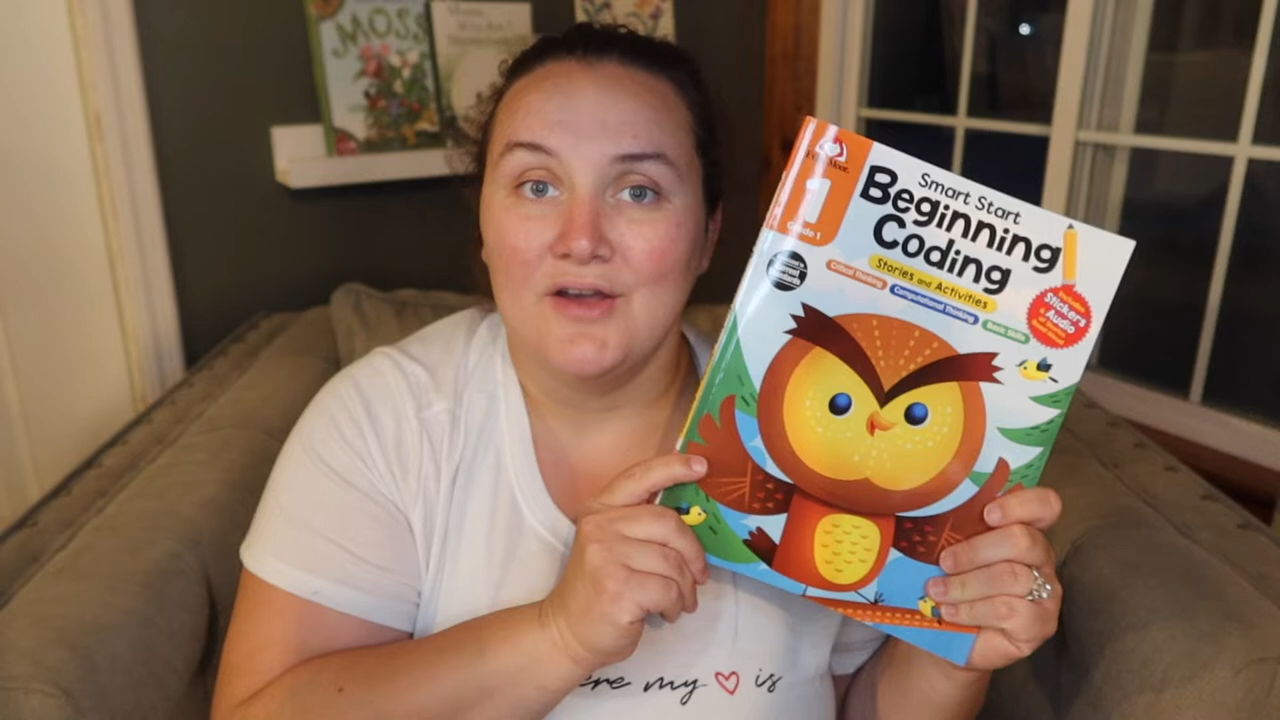 MOSS
1
Grade 1
Smart Start
Beginning
Coding
Stories and Activities
Critical Thinking
Computational Thinking
Basic Skills
Includes
Stickers
& Audio
my ♡ is